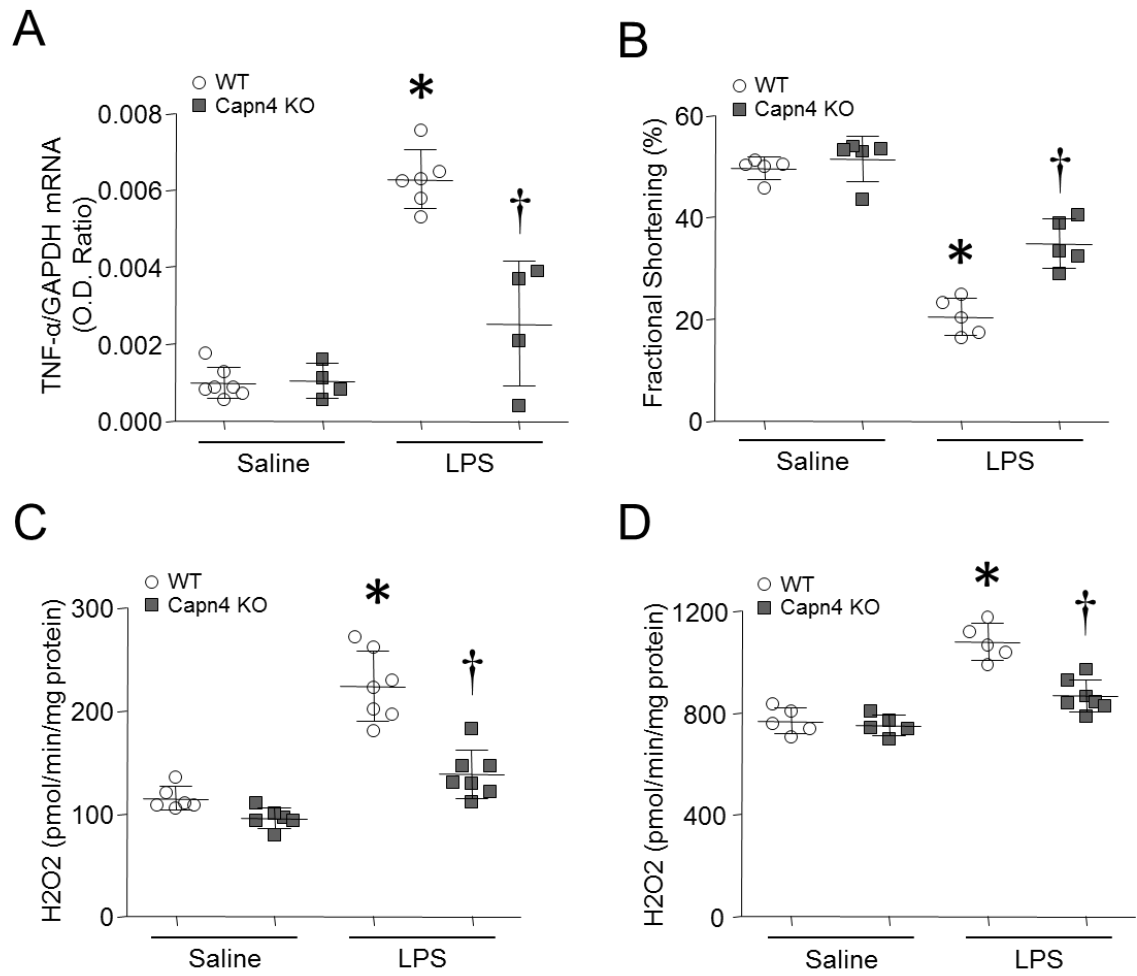 A
WT
Capn4 KO
TNF-α/GAPDH mRNA
(O.D. Ratio)
0.008
0.006
0.004
0.002
0.000
*
†
Saline
LPS
B
WT
Capn4 KO
Fractional Shortening (%)
60
40
20
0
*
†
Saline
LPS
C
WT
Capn4 KO
H2O2 (pmol/min/mg protein)
300
200
100
0
*
†
Saline
LPS
D
WT
Capn4 KO
H2O2 (pmol/min/mg protein)
1200
800
400
0
*
†
Saline
LPS